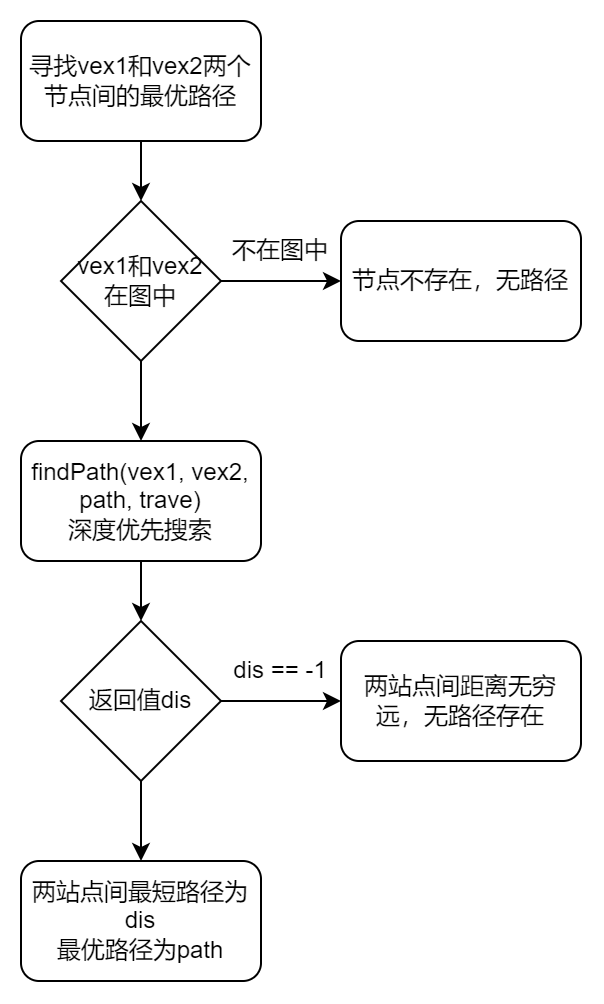 寻找vex1和vex2两个
节点间的最优路径
不在图中
vex1和vex2
在图中
节点不存在，无路径
findPath(vex1, vex2,
path, trave)
深度优先搜索
dis == -1
返回值dis
两站点间距离无穷
远，无路径存在
两站点间最短路径为
dis
最优路径为path